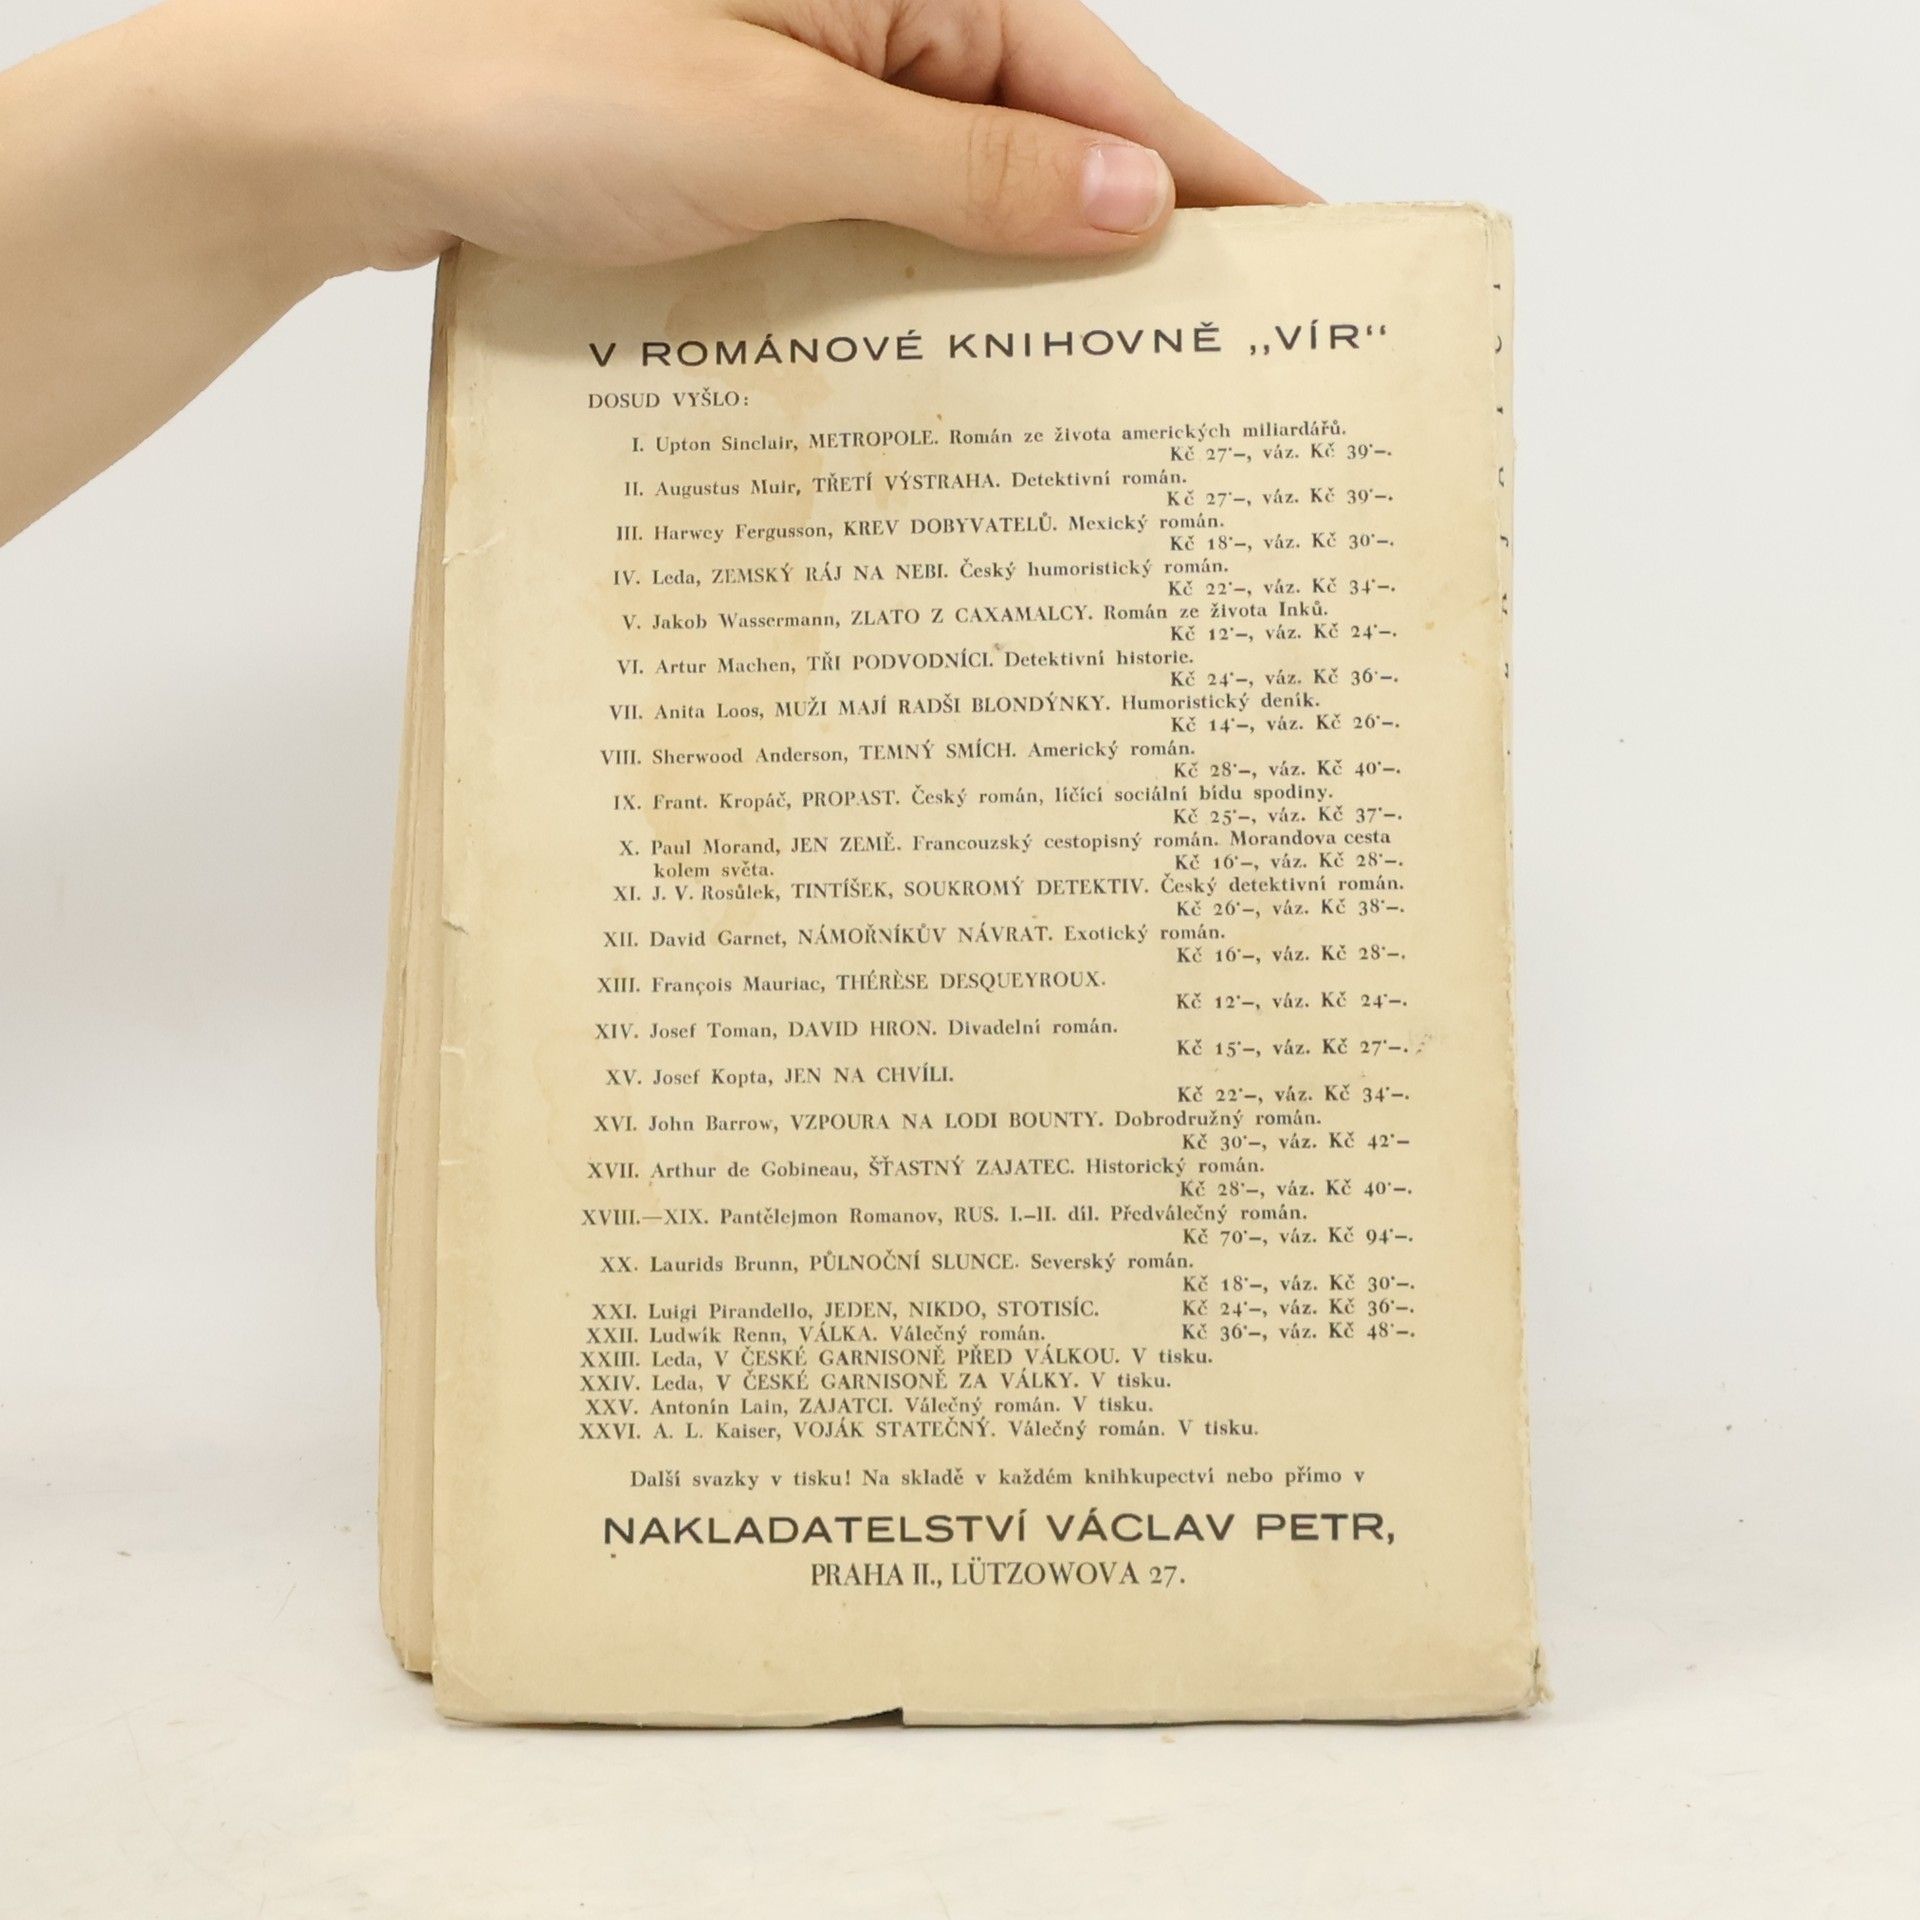 V ROMÁNOVÉ KNIHOVNĚ „VÍR“
DOSUD VYŠLO:
I. Upton Sinclair, METROPOLE. Román ze života amerických miliardářů.
Kč 27·–, váz. Kč 39·–.
II. Augustus Muir, TŘETÍ VÝSTRAHA. Detektivní román.
Kč 27·–, váz. Kč 39·–.
III. Harwey Fergusson, KREV DOBYVATELŮ. Mexický román.
Kč 18·–, váz. Kč 30·–.
IV. Leda, ZEMSKÝ RÁJ NA NEBI. Český humoristický román.
Kč 22·–, váz. Kč 34·–.
V. Jakob Wassermann, ZLATO Z CAXAMALCY. Román ze života Inků.
Kč 12·–, váz. Kč 24·–.
VI. Artur Machen, TŘI PODVODNÍCI. Detektivní historie.
Kč 24·–, váz. Kč 36·–.
VII. Anita Loos, MUŽI MAJÍ RADŠI BLONDÝNKY. Humoristický deník.
Kč 14·–, váz. Kč 26·–.
VIII. Sherwood Anderson, TEMNÝ SMÍCH. Americký román.
Kč 28·–, váz. Kč 40·–.
IX. Frant. Kropáč, PROPAST. Český román, líčící sociální bídu spodiny.
Kč 25·–, váz. Kč 37·–.
X. Paul Morand, JEN ZEMĚ. Francouzský cestopisný román. Morandova cesta
kolem světa. Kč 16·–, váz. Kč 28·–.
XI. J. V. Rosůlek, TINTÍŠEK, SOUKROMÝ DETEKTIV. Český detektivní román.
Kč 26·–, váz. Kč 38·–.
XII. David Garnet, NÁMOŘNÍKŮV NÁVRAT. Exotický román.
Kč 16·–, váz. Kč 28·–.
XIII. François Mauriac, THÉRÈSE DESQUEYROUX.
Kč 12·–, váz. Kč 24·–.
XIV. Josef Toman, DAVID HRON. Divadelní román.
Kč 15·–, váz. Kč 27·–.
XV. Josef Kopta, JEN NA CHVÍLI.
Kč 22·–, váz. Kč 34·–.
XVI. John Barrow, VZPOURA NA LODI BOUNTY. Dobrodružný román.
Kč 30·–, váz. Kč 42·–
XVII. Arthur de Gobineau, ŠŤASTNÝ ZAJATEC. Historický román.
Kč 28·–, váz. Kč 40·–.
XVIII.—XIX. Pantělejmon Romanov, RUS. I.–II. díl. Předválečný román.
Kč 70·–, váz. Kč 94·–.
XX. Laurids Brunn, PŮLNOČNÍ SLUNCE. Severský román.
Kč 18·–, váz. Kč 30·–.
XXI. Luigi Pirandello, JEDEN, NIKDO, STOTISÍC. Kč 24·–, váz. Kč 36·–.
XXII. Ludwík Renn, VÁLKA. Válečný román. Kč 36·–, váz. Kč 48·–.
XXIII. Leda, V ČESKÉ GARNISONĚ PŘED VÁLKOU. V tisku.
XXIV. Leda, V ČESKÉ GARNISONĚ ZA VÁLKY. V tisku.
XXV. Antonín Lain, ZAJATCI. Válečný román. V tisku.
XXVI. A. L. Kaiser, VOJÁK STATEČNÝ. Válečný román. V tisku.
Další svazky v tisku! Na skladě v každém knihkupectví nebo přímo v
NAKLADATELSTVÍ VÁCLAV PETR,
PRAHA II., LÜTZOWOVA 27.